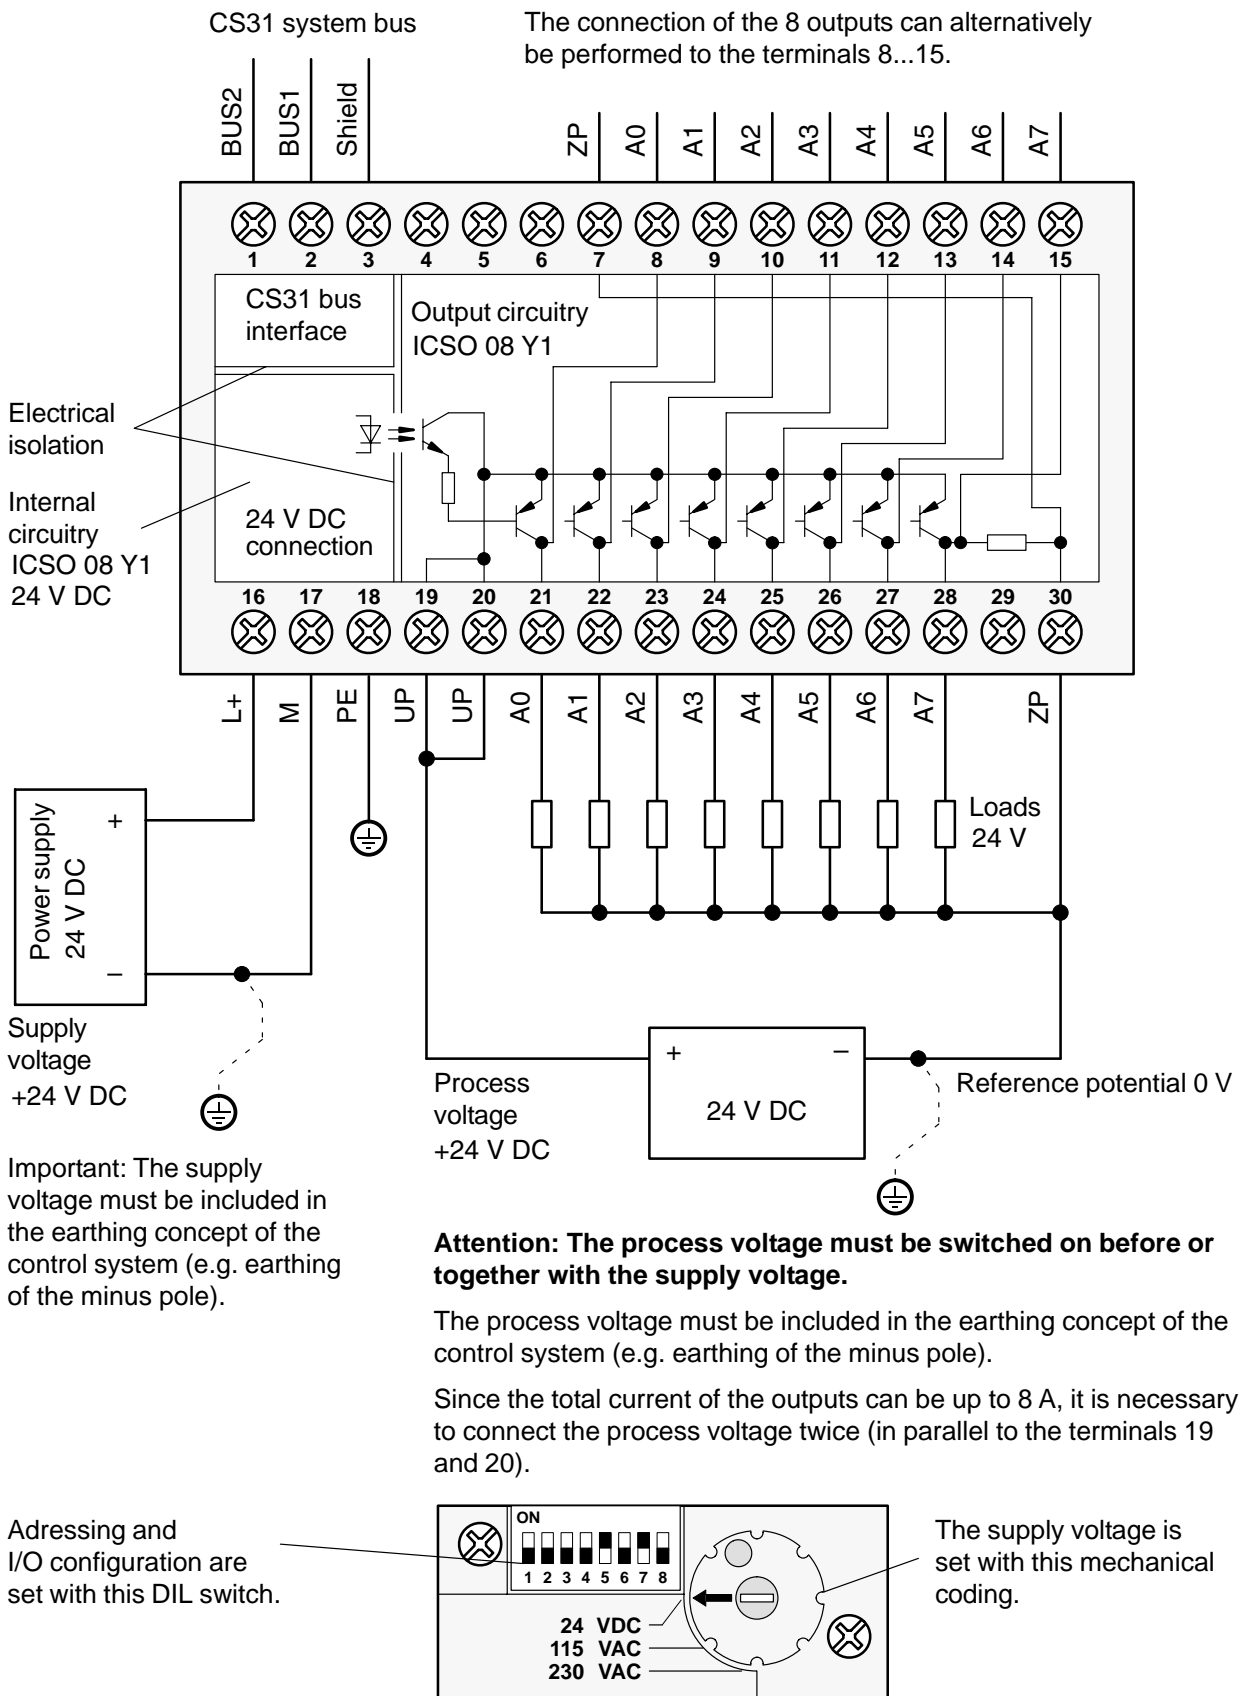 CS31 system bus
The connection of the 8 outputs can alternatively
be performed to the terminals 8...15.
BUS2
BUS1
Shield
ZP
A0
A1
A2
A3
A4
A5
A6
A7
1 2 3 4 5 6 7 8 9 10 11 12 13 14 15
CS31 bus
interface
Output circuitry
ICSO 08 Y1
Electrical
isolation
Internal
circuitry
ICSO 08 Y1
24 V DC
24 V DC
connection
16 17 18 19 20 21 22 23 24 25 26 27 28 29 30
L+
M
PE
UP
UP
A0
A1
A2
A3
A4
A5
A6
A7
ZP
Power supply
24 V DC
+
–
Loads
24 V
Supply
voltage
+24 V DC
Process
voltage
+24 V DC
+ –
24 V DC
Reference potential 0 V
Important: The supply
voltage must be included in
the earthing concept of the
control system (e.g. earthing
of the minus pole).
Attention: The process voltage must be switched on before or
together with the supply voltage.
The process voltage must be included in the earthing concept of the
control system (e.g. earthing of the minus pole).
Since the total current of the outputs can be up to 8 A, it is necessary
to connect the process voltage twice (in parallel to the terminals 19
and 20).
Adressing and
I/O configuration are
set with this DIL switch.
ON
1 2 3 4 5 6 7 8
24 VDC
115 VAC
230 VAC
The supply voltage is
set with this mechanical
coding.